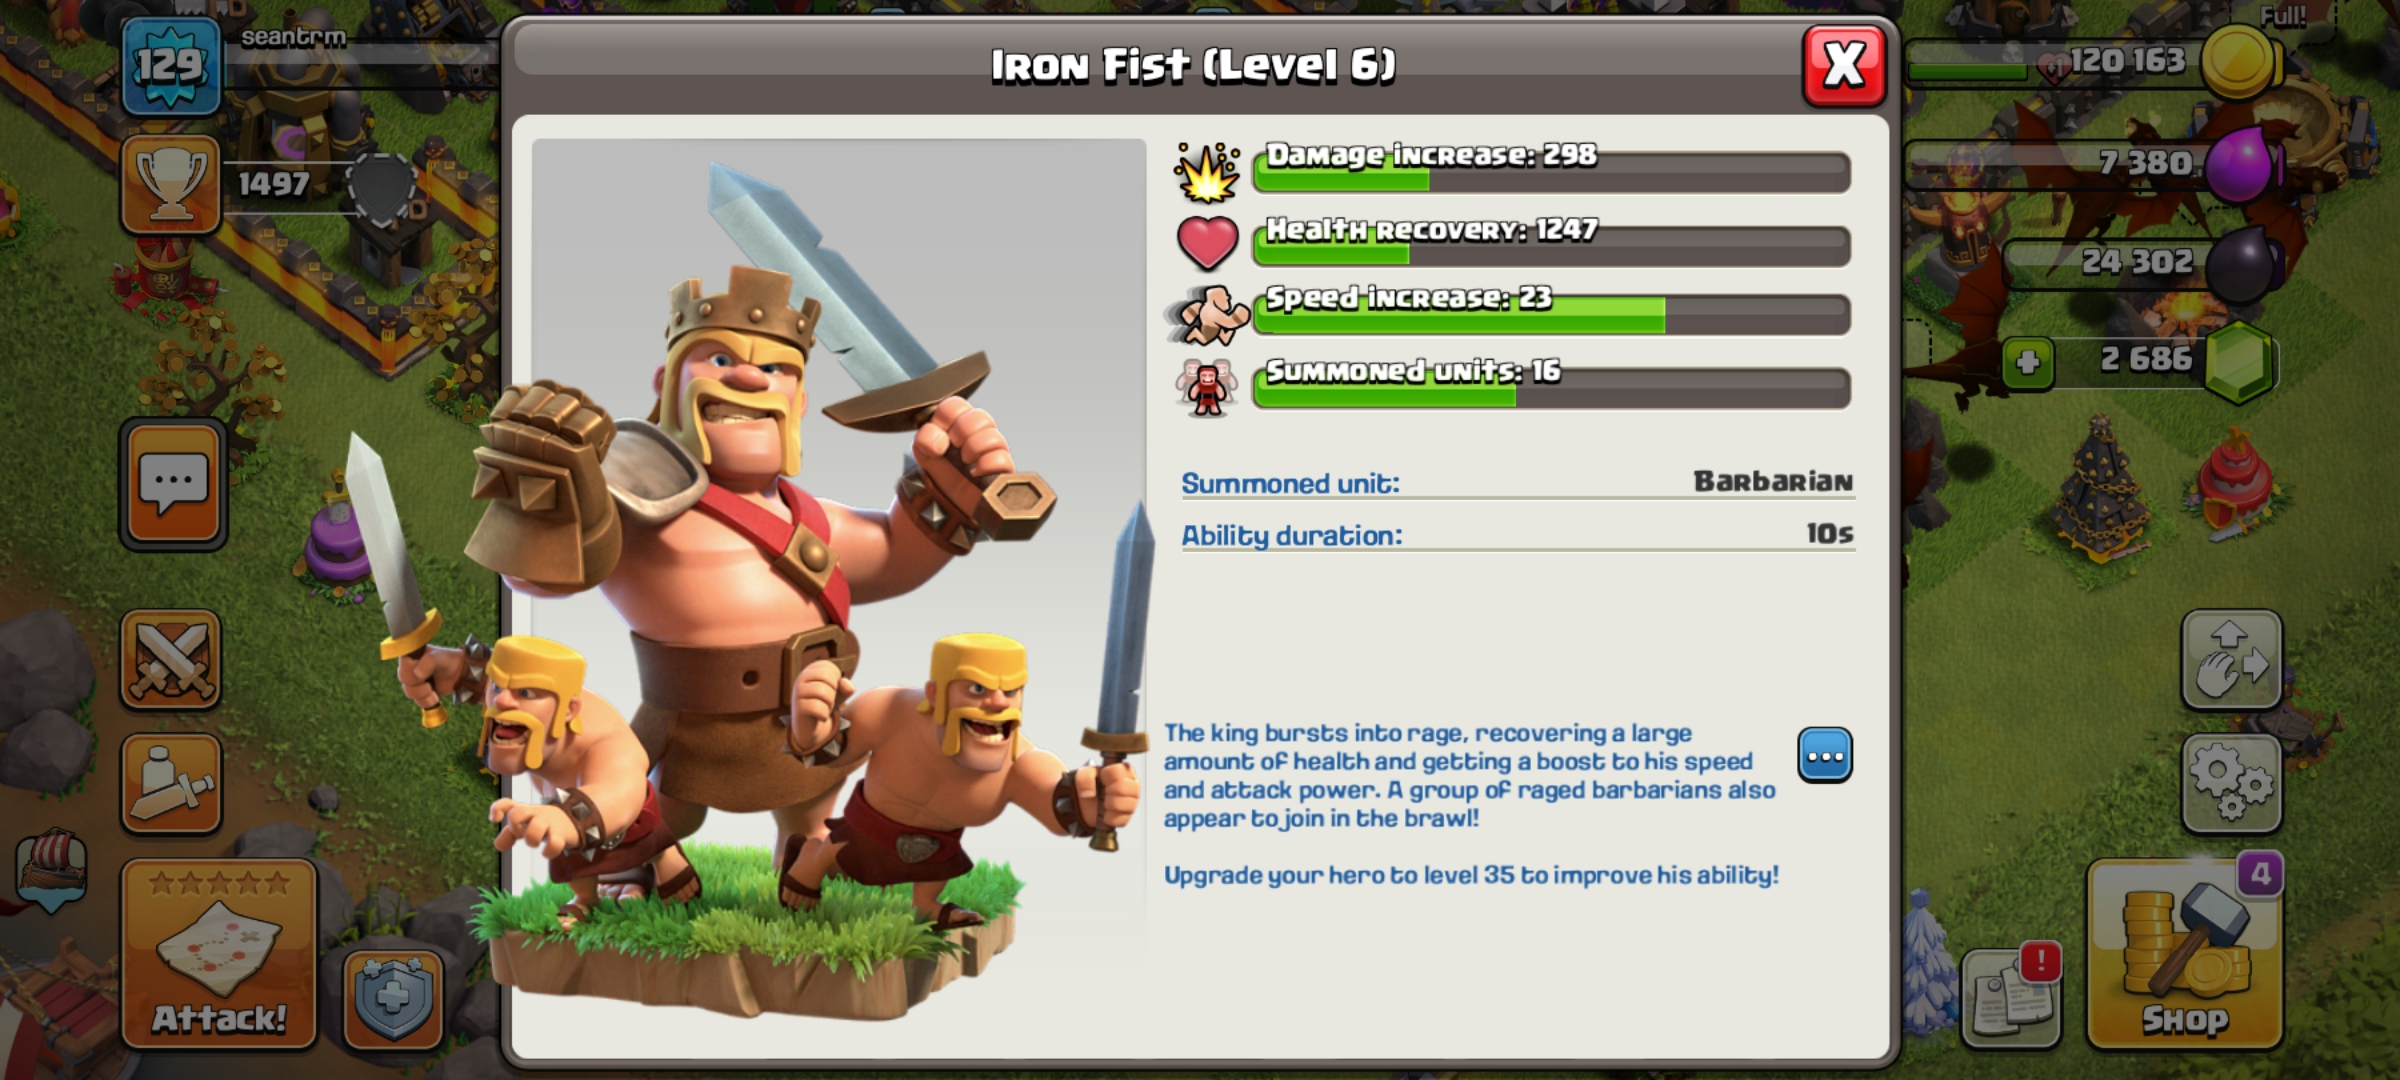 129
seantrm
1497
Iron Fist (Level 6)
X
Full!
120 163
7 380
24 302
2 686
Damage increase: 298
Health recovery: 1247
Speed increase: 23
Summoned units: 16
Summoned unit: Barbarian
Ability duration: 10s
The king bursts into rage, recovering a large
amount of health and getting a boost to his speed
and attack power. A group of raged barbarians also
appear to join in the brawl!
Upgrade your hero to level 35 to improve his ability!
Attack!
!
4
Shop